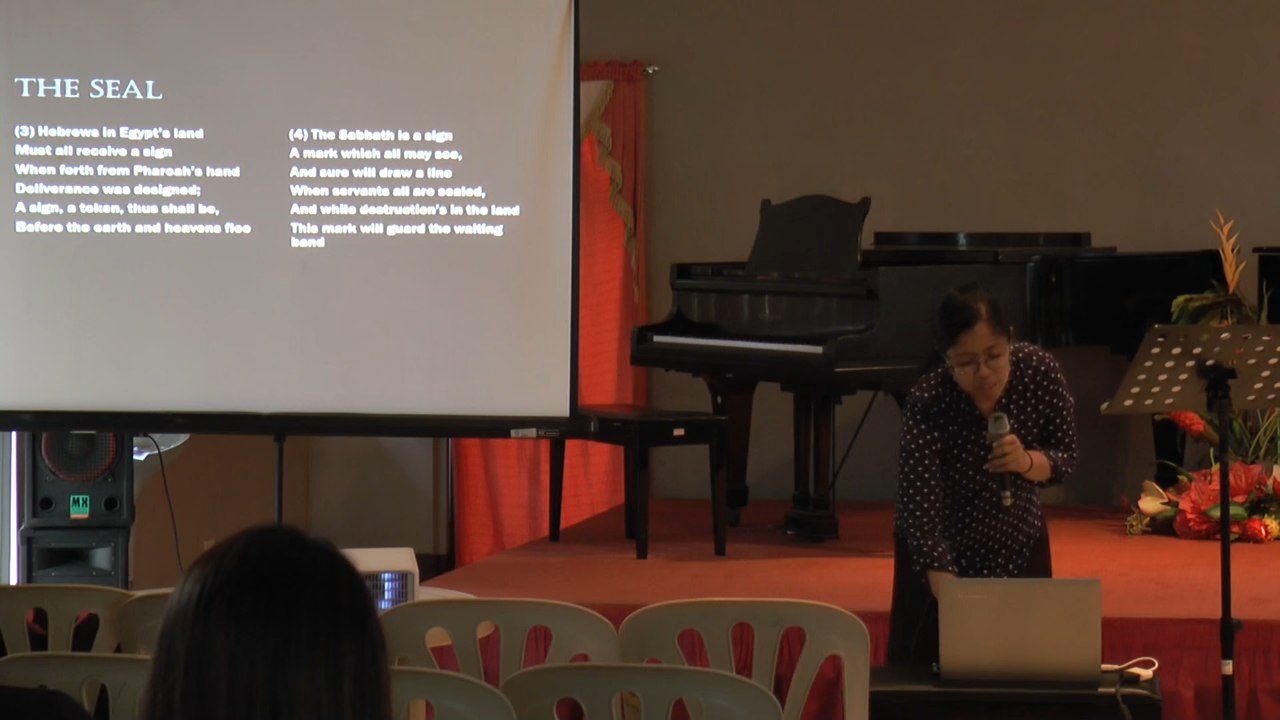 THE SEAL
(3) Hebrews in Egypt's land
Must all receive a sign
When forth from Pharoah's hand
Deliverance was designed;
A sign, a token, thus shall be,
Before the earth and heavens flee
(4) The Sabbath is a sign
A mark which all may see,
And sure will draw a line
When servants all are sealed,
And while destruction's in the land
This mark will guard the waiting
band
MX